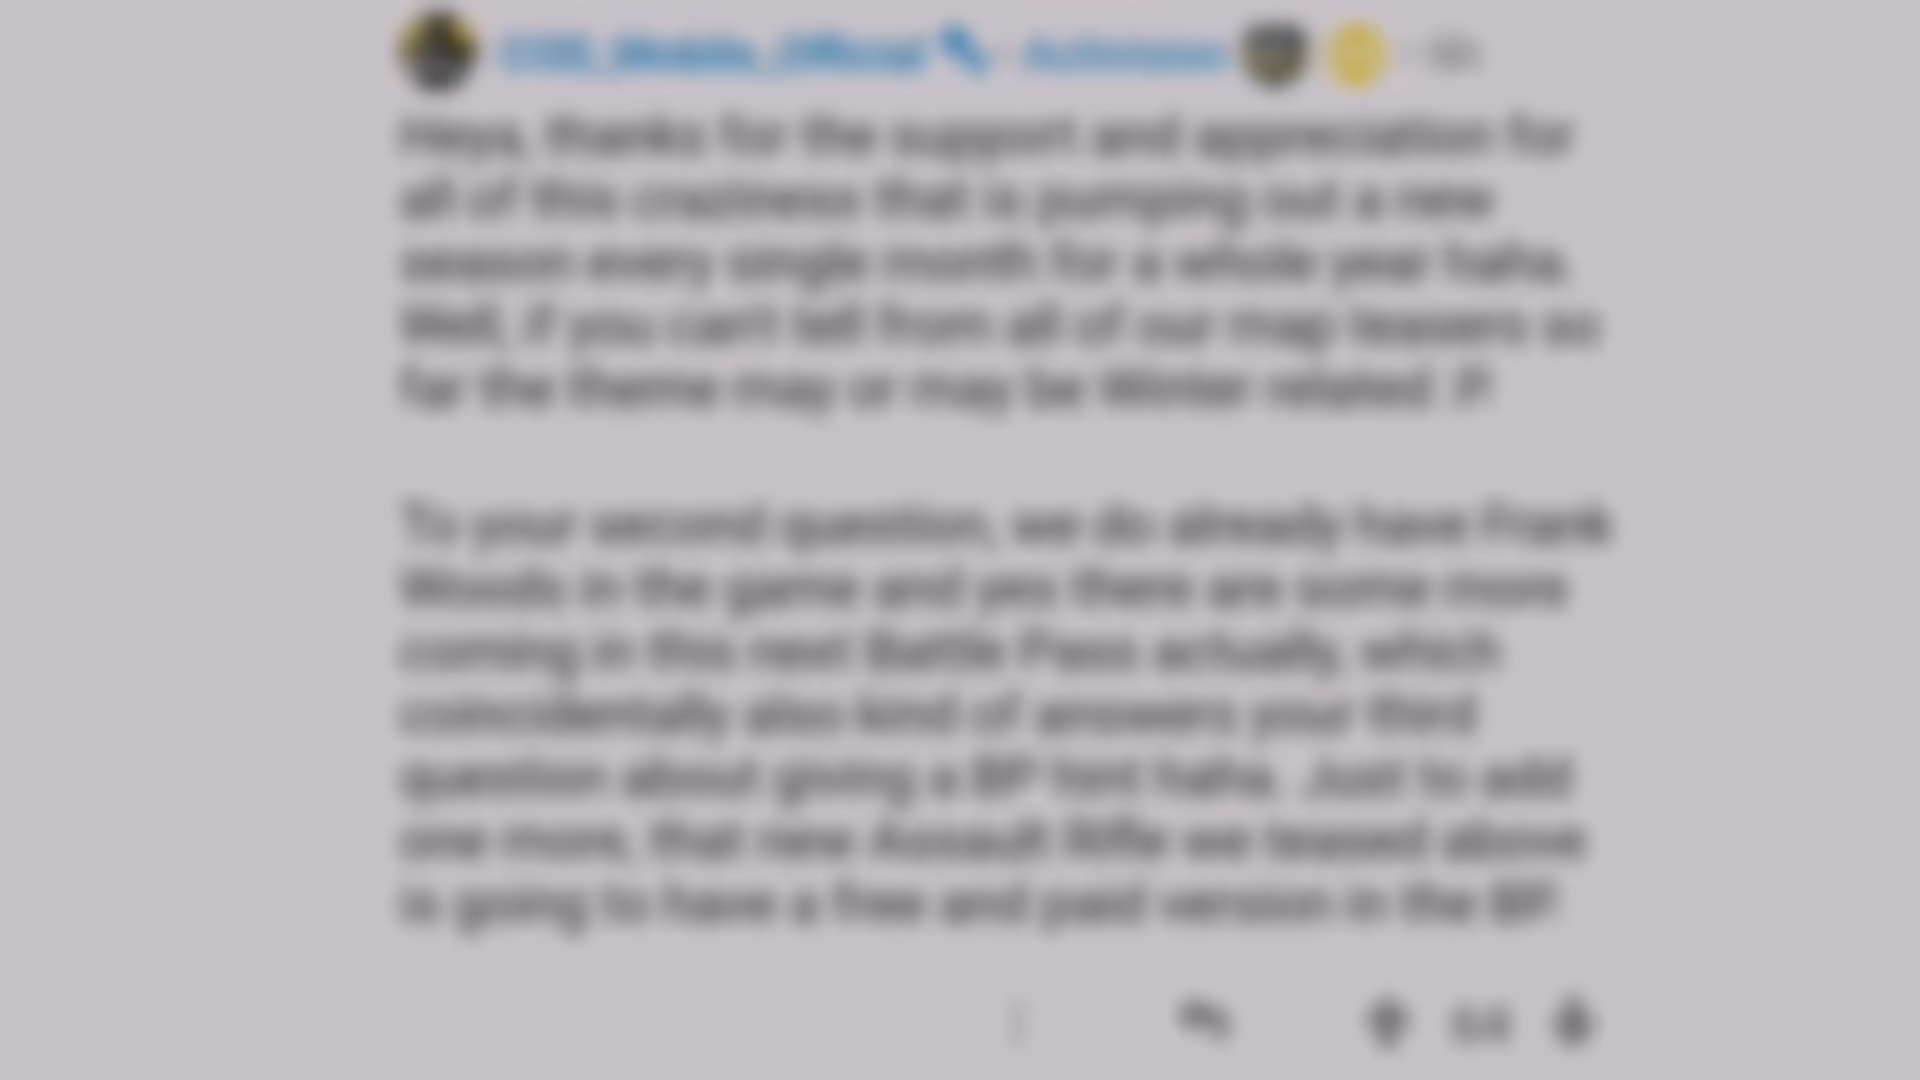 COD_Mobile_Official
Heya, thanks for the support and appreciation for
all of this craziness that is pumping out a new
season every single month for a whole year haha.
Well, if you can't tell from all of our map teasers so
far the theme may or may be Winter related :P.
To your second question, we do already have Frank
Woods in the game and yes there are some more
coming in this next Battle Pass actually, which
coincidentally also kind of answers your third
question about giving a BP hint haha. Just to add
one more, that new Assault Rifle we teased above
is going to have a free and paid version in the BP.